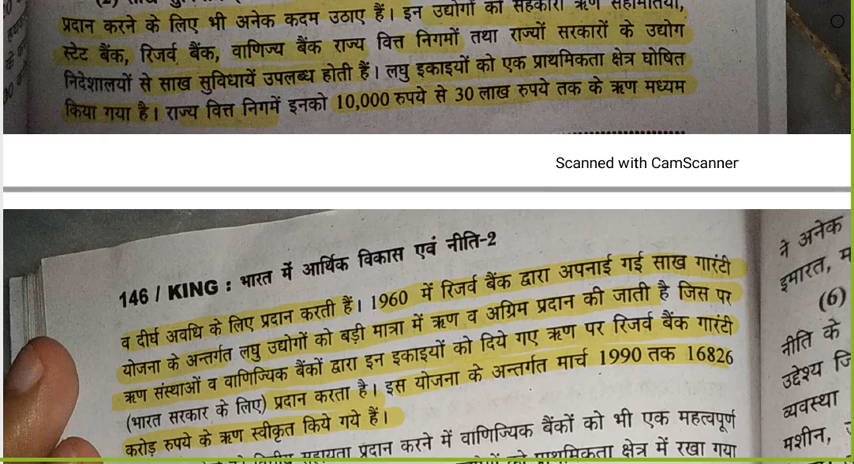 प्रदान करने के लिए भी अनेक कदम उठाए हैं। इन उद्योगों को सहकारी ऋण
स्टेट बैंक, रिजर्व बैंक, वाणिज्य बैंक राज्य वित्त निगमों तथा राज्यों सरकारों के उद्योग
निदेशालयों से साख सुविधायें उपलब्ध होती हैं। लघु इकाइयों को एक प्राथमिकता क्षेत्र घोषित
किया गया है। राज्य वित्त निगमें इनको 10,000 रुपये से 30 लाख रुपये तक के ऋण मध्यम
Scanned with CamScanner
146 / KING : भारत में आर्थिक विकास एवं नीति-2
व दीर्घ अवधि के लिए प्रदान करती हैं। 1960 में रिजर्व बैंक द्वारा अपनाई गई साख गारंटी
योजना के अन्तर्गत लघु उद्योगों को बड़ी मात्रा में ऋण व अग्रिम प्रदान की जाती है जिस पर
ऋण संस्थाओं व वाणिज्यिक बैंकों द्वारा इन इकाइयों को दिये गए ऋण पर रिजर्व बैंक गारंटी
(भारत सरकार के लिए) प्रदान करता है। इस योजना के अन्तर्गत मार्च 1990 तक 16826
करोड़ रुपये के ऋण स्वीकृत किये गये हैं।
प्रदान करने में वाणिज्यिक बैंकों को भी एक महत्वपूर्ण
प्राथमिकता क्षेत्र में रखा गया
ने अनेक
इमारत,
(6)
नीति के
उद्देश्य
व्यवस्था
मशीन,